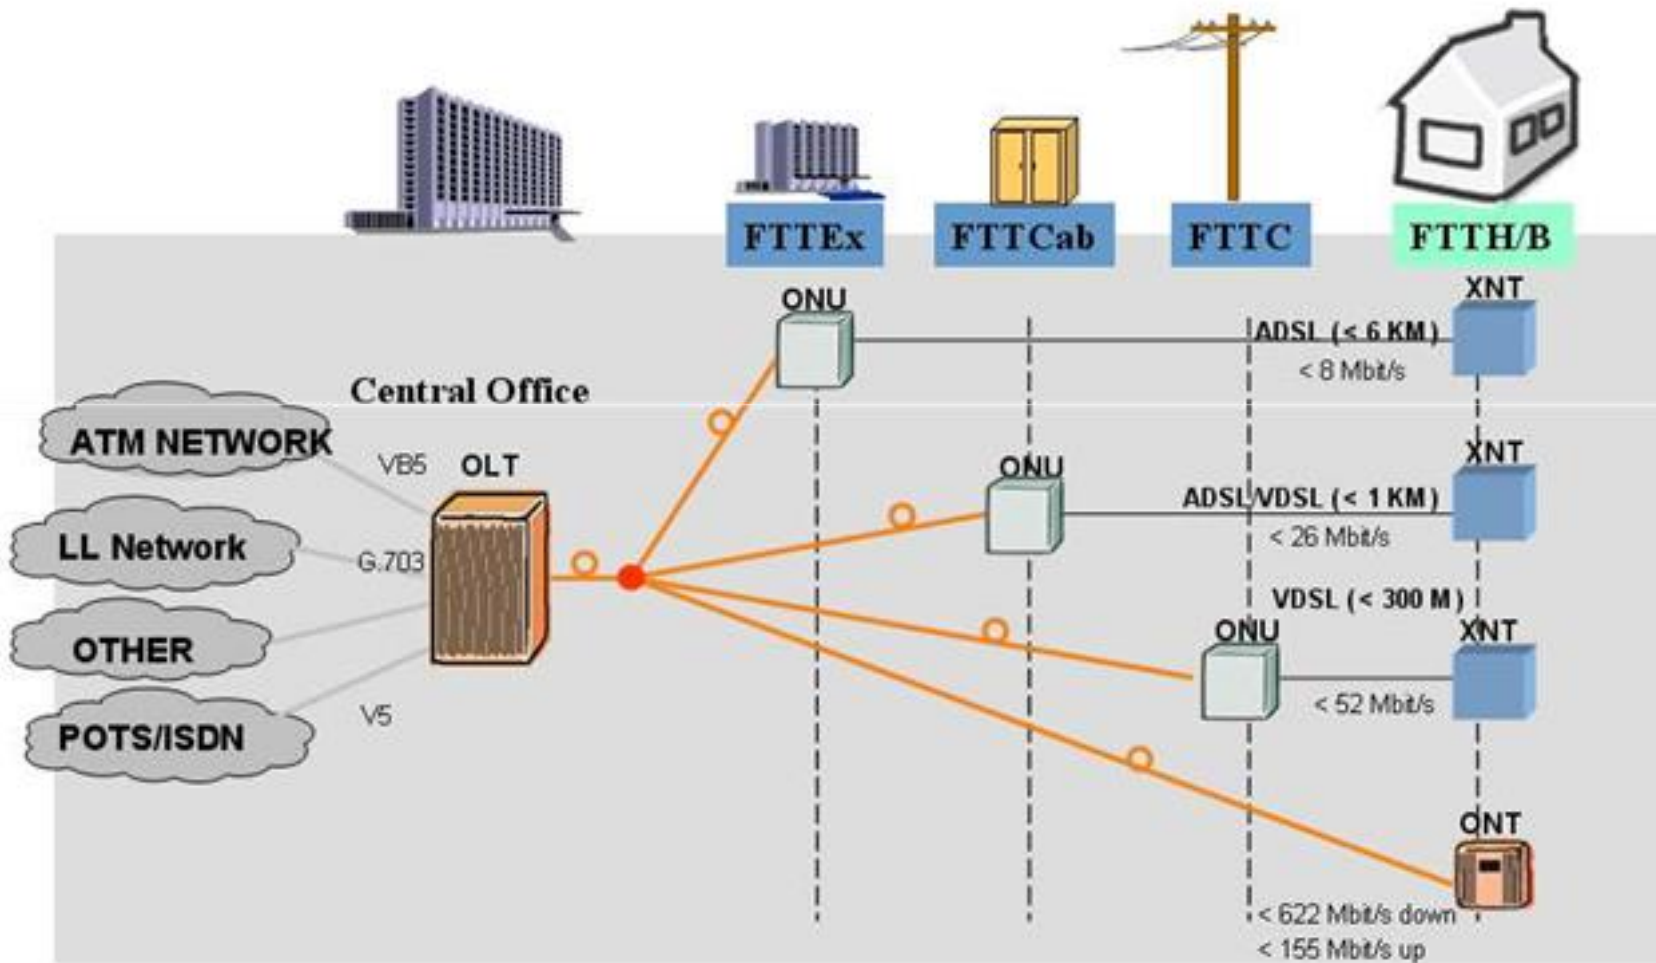 FTTEx
FTTCab
FTTC
FTTH/B
ONU
XNT
ADSL (< 6 KM)
< 8 Mbit/s
Central Office
ATM NETWORK
VB5
OLT
ONU
XNT
ADSL/VDSL (< 1 KM)
< 26 Mbit/s
LL Network
G.703
VDSL (< 300 M)
OTHER
ONU
XNT
< 52 Mbit/s
V5
POTS/ISDN
ONT
< 622 Mbit/s down
< 155 Mbit/s up